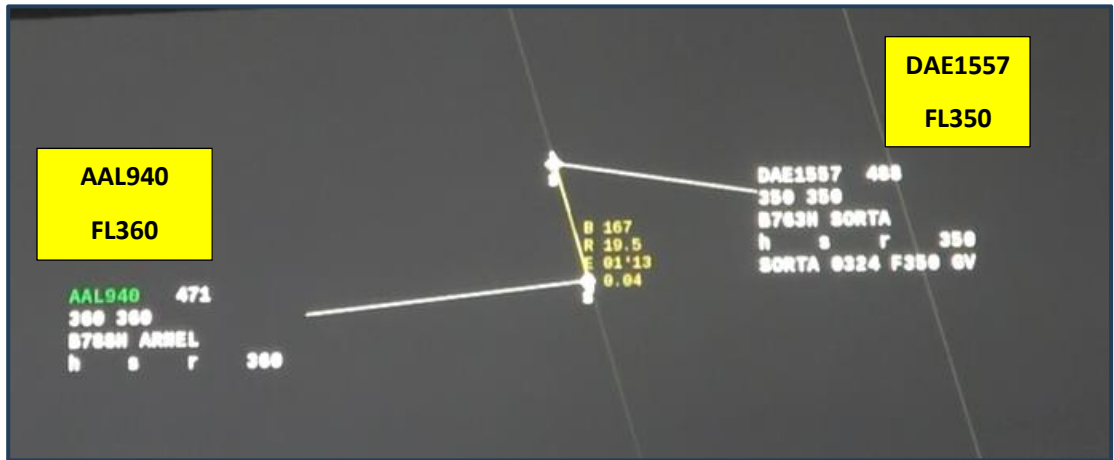 DAE1557
FL350
AAL940
FL360
DAE1557 488
350 350
B763H SORTA
h s r 350
SORTA 0324 F350 GV
B 167
R 19.5
E 01'13
0.04
S
S
AAL940 471
360 360
B788H ARMEL
h s r 360